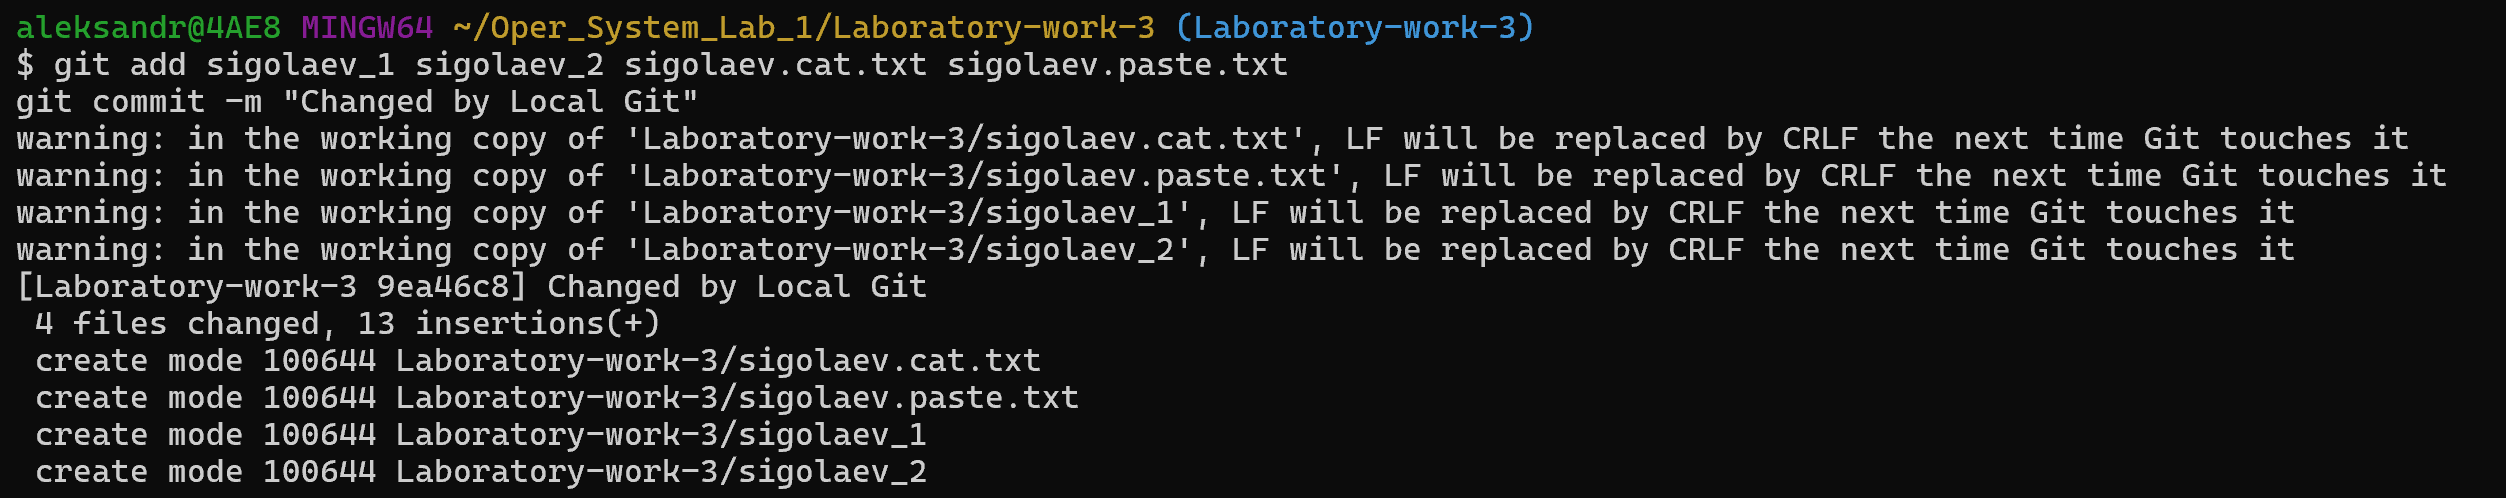 aleksandr@4AE8 MINGW64 ~/Oper_System_Lab_1/Laboratory-work-3 (Laboratory-work-3)
$ git add sigolaev_1 sigolaev_2 sigolaev.cat.txt sigolaev.paste.txt
git commit -m "Changed by Local Git"
warning: in the working copy of 'Laboratory-work-3/sigolaev.cat.txt', LF will be replaced by CRLF the next time Git touches it
warning: in the working copy of 'Laboratory-work-3/sigolaev.paste.txt', LF will be replaced by CRLF the next time Git touches it
warning: in the working copy of 'Laboratory-work-3/sigolaev_1', LF will be replaced by CRLF the next time Git touches it
warning: in the working copy of 'Laboratory-work-3/sigolaev_2', LF will be replaced by CRLF the next time Git touches it
[Laboratory-work-3 9ea46c8] Changed by Local Git
 4 files changed, 13 insertions(+)
 create mode 100644 Laboratory-work-3/sigolaev.cat.txt
 create mode 100644 Laboratory-work-3/sigolaev.paste.txt
 create mode 100644 Laboratory-work-3/sigolaev_1
 create mode 100644 Laboratory-work-3/sigolaev_2